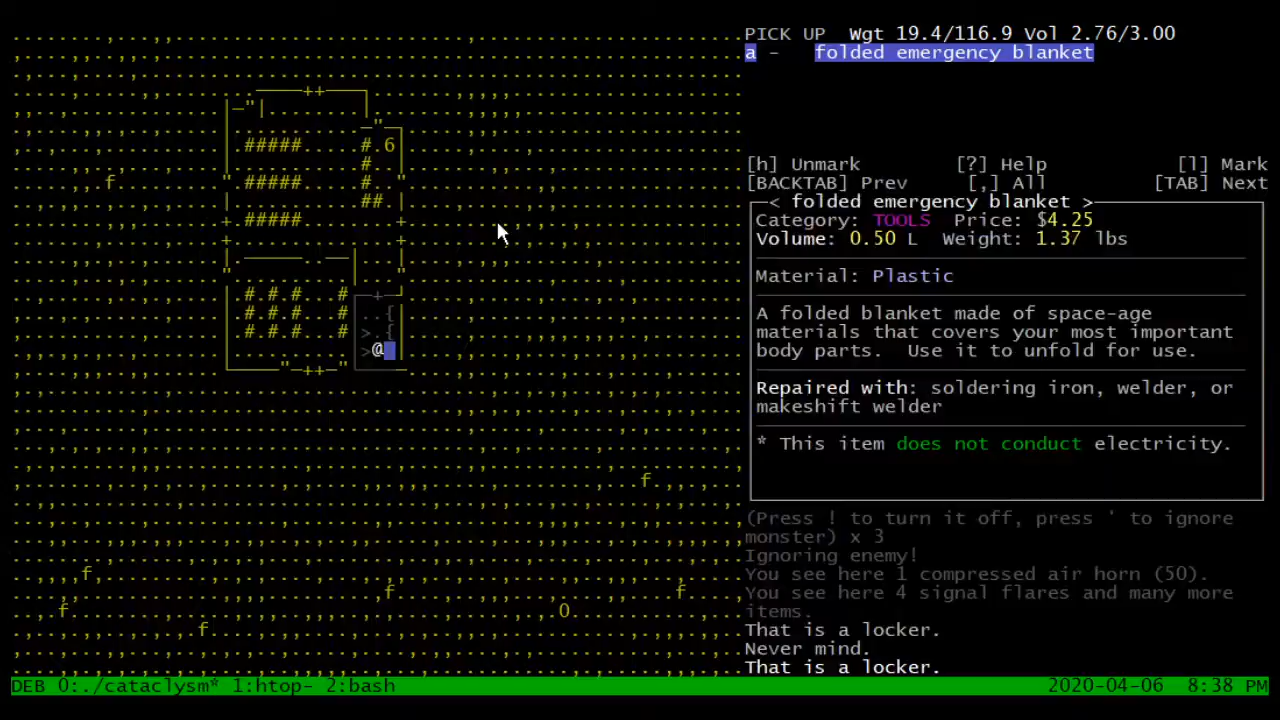 PICK UP  Wgt 19.4/116.9 Vol 2.76/3.00
a -   folded emergency blanket
[h] Unmark        [?] Help        [l] Mark
[BACKTAB] Prev     [,] All      [TAB] Next
< folded emergency blanket >
Category: TOOLS  Price: $4.25
Volume: 0.50 L  Weight: 1.37 lbs
Material: Plastic
A folded blanket made of space-age
materials that covers your most important
body parts.  Use it to unfold for use.
Repaired with: soldering iron, welder, or
makeshift welder
* This item does not conduct electricity.
(Press ! to turn it off, press ' to ignore
monster) x 3
Ignoring enemy!
You see here 1 compressed air horn (50).
You see here 4 signal flares and many more
items.
That is a locker.
Never mind.
That is a locker.
DEB 0:./cataclysm* 1:htop- 2:bash
2020-04-06  8:38 PM